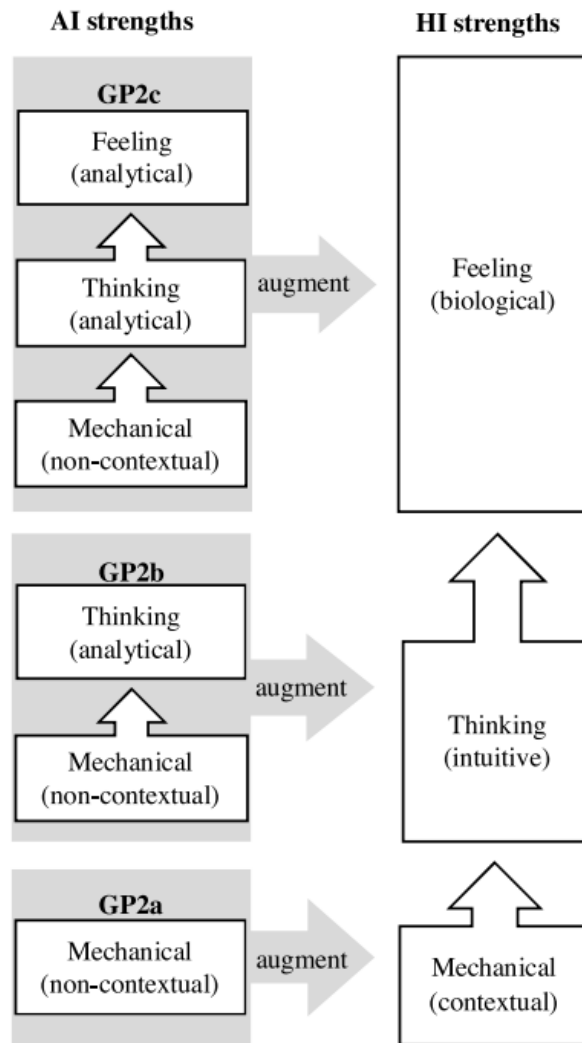 AI strengths
HI strengths
GP2c
Feeling
(analytical)
Thinking
(analytical)
Mechanical
(non-contextual)
augment
Feeling
(biological)
GP2b
Thinking
(analytical)
Mechanical
(non-contextual)
augment
Thinking
(intuitive)
GP2a
Mechanical
(non-contextual)
augment
Mechanical
(contextual)